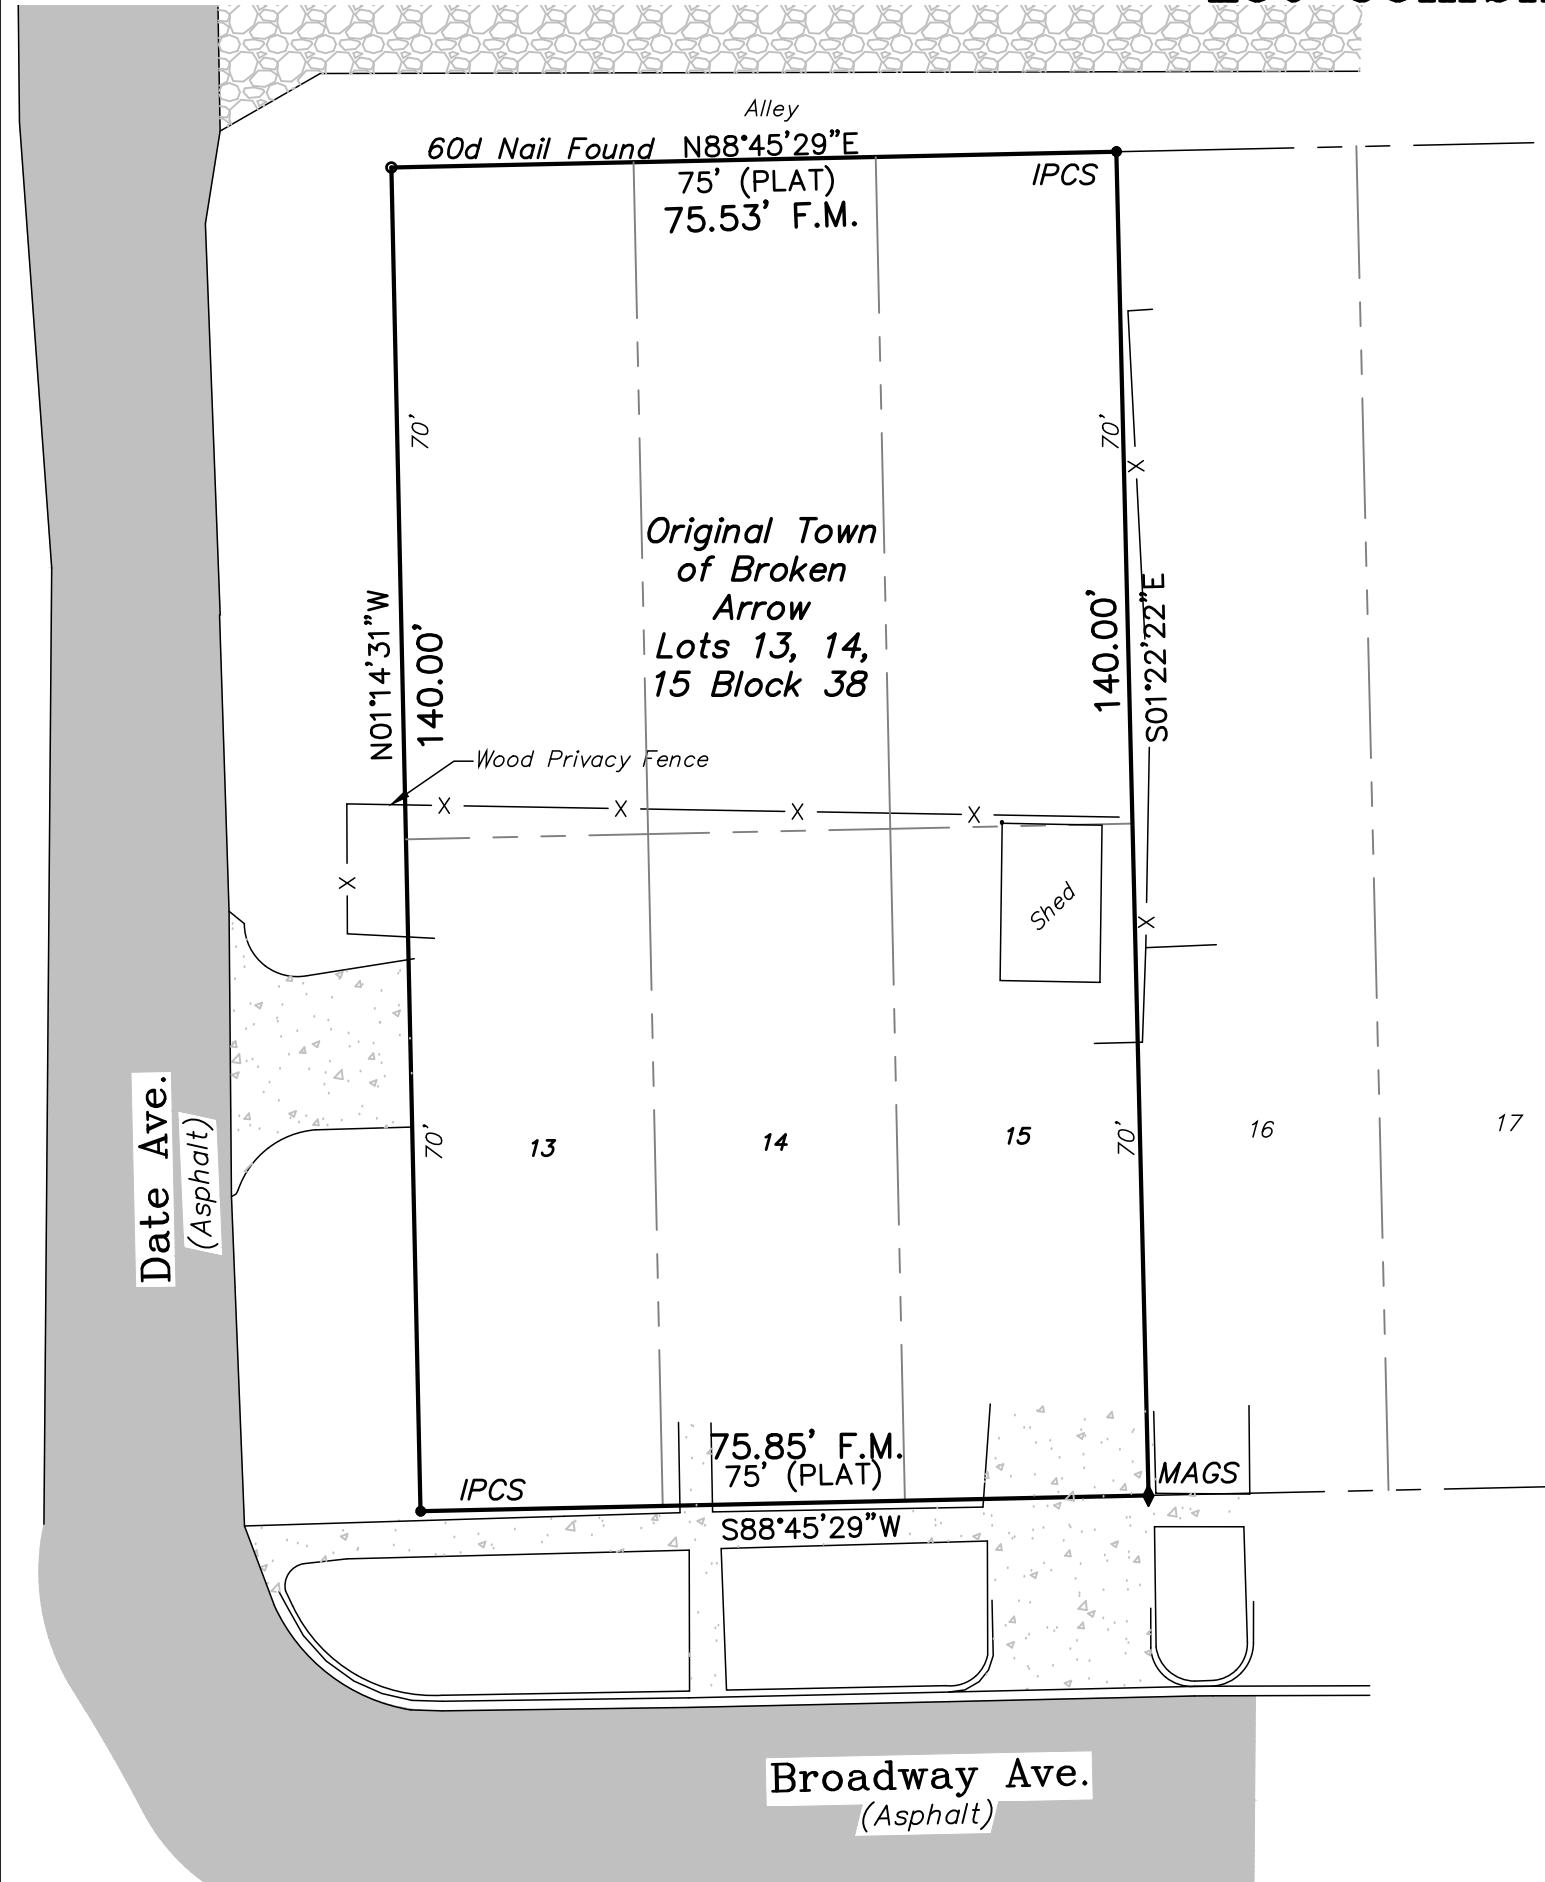 Alley
60d Nail Found N88°45'29"E
75' (PLAT)
IPCS
75.53' F.M.
70'
70'
Original Town
of Broken
Arrow
Lots 13, 14,
15 Block 38
N01°14'31"W
140.00'
140.00'
S01°22'22"E
Wood Privacy Fence
X X X X
X
X
X
Shed
Date Ave.
(Asphalt)
70'
13
14
15
70'
16
17
75.85' F.M.
75' (PLAT)
IPCS
MAGS
S88°45'29"W
Broadway Ave.
(Asphalt)